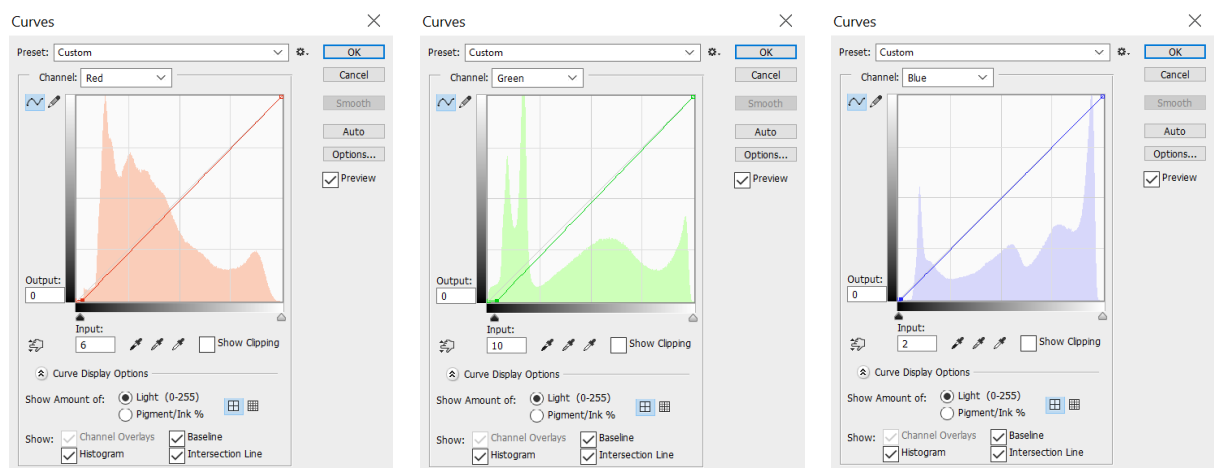 Curves
Preset: Custom
OK
Channel: Red
Cancel
Smooth
Auto
Options...
Preview
Output:
0
Input:
6
Show Clipping
Curve Display Options
Show Amount of: Light (0-255)
Pigment/Ink %
Show: Channel Overlays Baseline
Histogram Intersection Line
Curves
Preset: Custom
OK
Channel: Green
Cancel
Smooth
Auto
Options...
Preview
Output:
0
Input:
10
Show Clipping
Curve Display Options
Show Amount of: Light (0-255)
Pigment/Ink %
Show: Channel Overlays Baseline
Histogram Intersection Line
Curves
Preset: Custom
OK
Channel: Blue
Cancel
Smooth
Auto
Options...
Preview
Output:
0
Input:
2
Show Clipping
Curve Display Options
Show Amount of: Light (0-255)
Pigment/Ink %
Show: Channel Overlays Baseline
Histogram Intersection Line